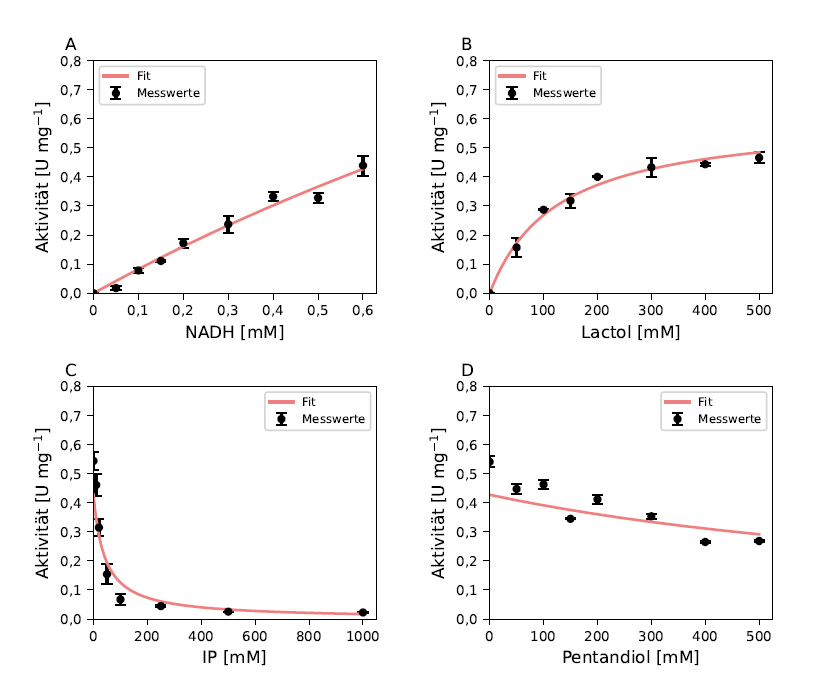 A
Fit
Messwerte
Aktivität [U mg⁻¹]
0,8
0,7
0,6
0,5
0,4
0,3
0,2
0,1
0,0
0 0,1 0,2 0,3 0,4 0,5 0,6
NADH [mM]
B
Fit
Messwerte
Aktivität [U mg⁻¹]
0,8
0,7
0,6
0,5
0,4
0,3
0,2
0,1
0,0
0 100 200 300 400 500
Lactol [mM]
C
Fit
Messwerte
Aktivität [U mg⁻¹]
0,8
0,7
0,6
0,5
0,4
0,3
0,2
0,1
0,0
0 200 400 600 800 1000
IP [mM]
D
Fit
Messwerte
Aktivität [U mg⁻¹]
0,8
0,7
0,6
0,5
0,4
0,3
0,2
0,1
0,0
0 100 200 300 400 500
Pentandiol [mM]